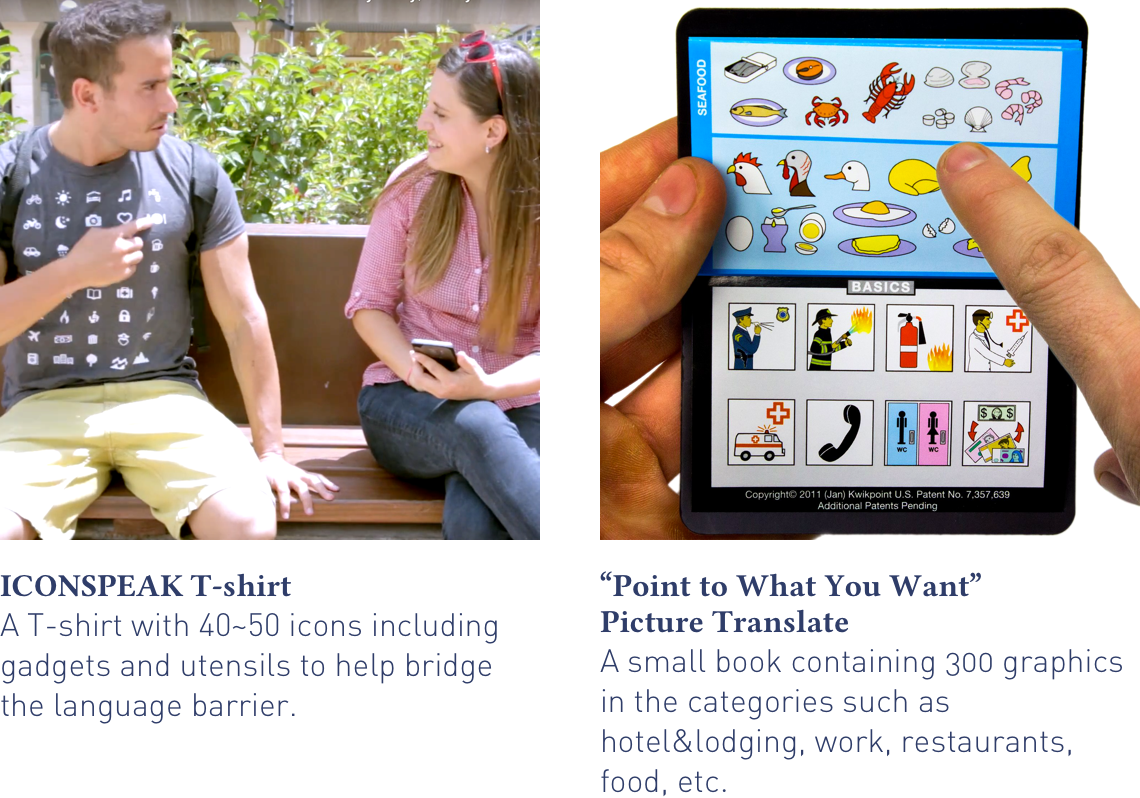 SEAFOOD
BASICS
WC
WC
$ $
Copyright© 2011 (Jan) Kwikpoint U.S. Patent No. 7,357,639
Additional Patents Pending
ICONSPEAK T-shirt
A T-shirt with 40~50 icons including
gadgets and utensils to help bridge
the language barrier.
“Point to What You Want”
Picture Translate
A small book containing 300 graphics
in the categories such as
hotel&lodging, work, restaurants,
food, etc.